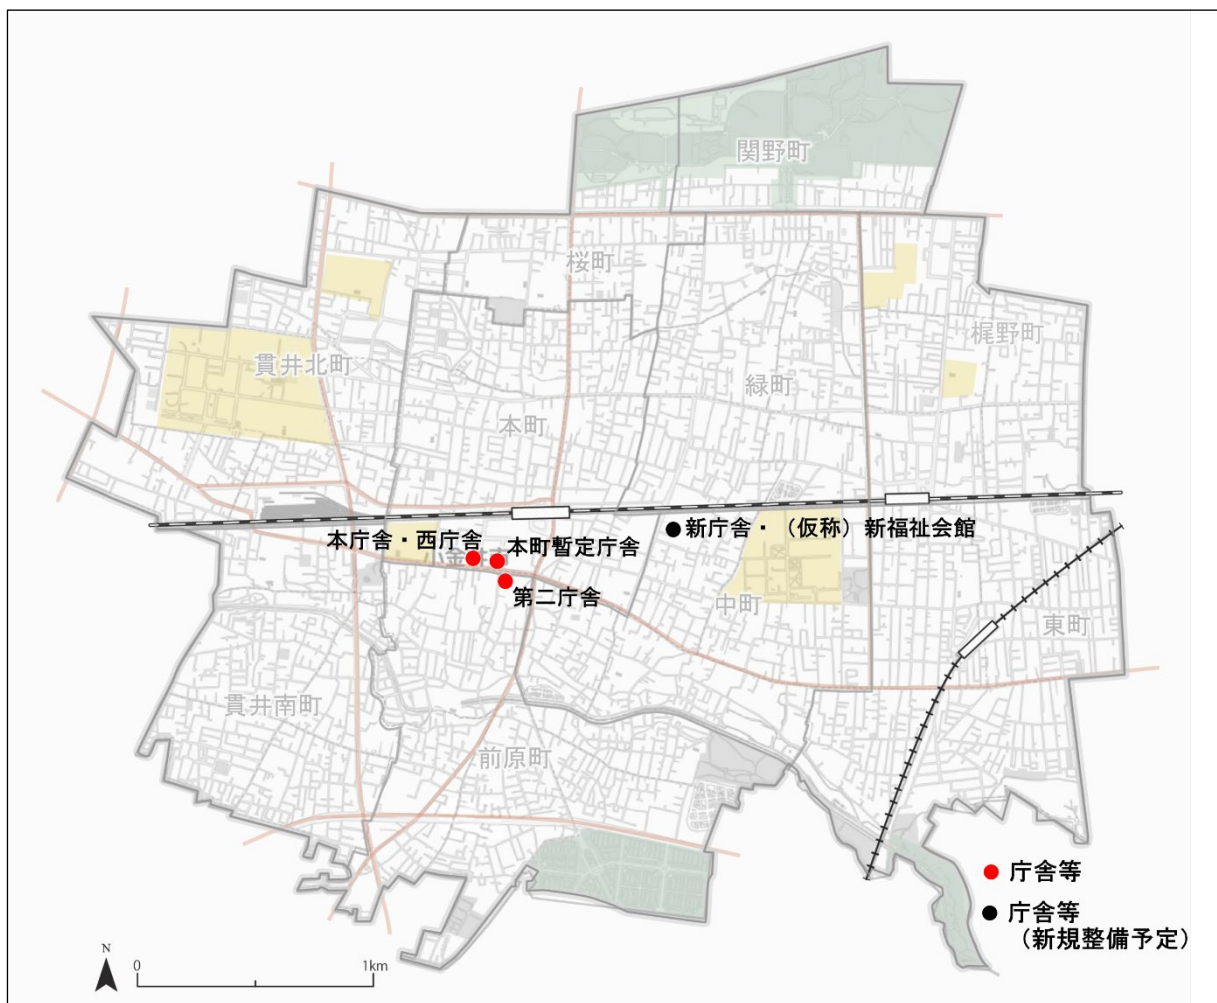 関野町
桜町
梶野町
貫井北町
緑町
本町
本庁舎・西庁舎
本町暫定庁舎
新庁舎・（仮称）新福祉会館
第二庁舎
中町
東町
貫井南町
前原町
庁舎等
庁舎等
（新規整備予定）
N
0
1km